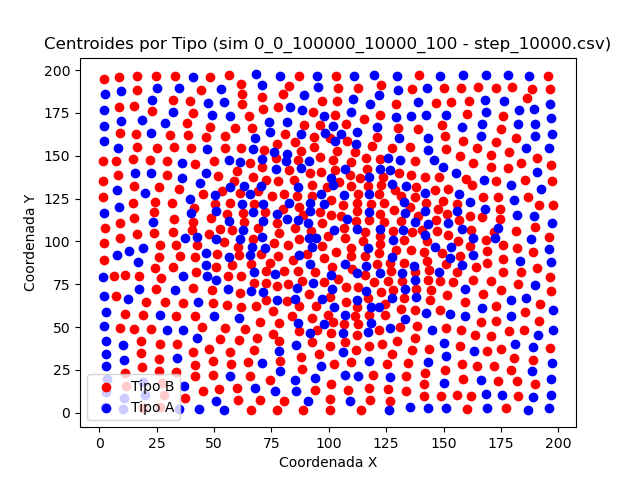 Centroides por Tipo (sim 0_0_100000_10000_100 - step_10000.csv)
200
175
150
125
100
75
50
25
0
Coordenada Y
Tipo B
Tipo A
0 25 50 75 100 125 150 175 200
Coordenada X